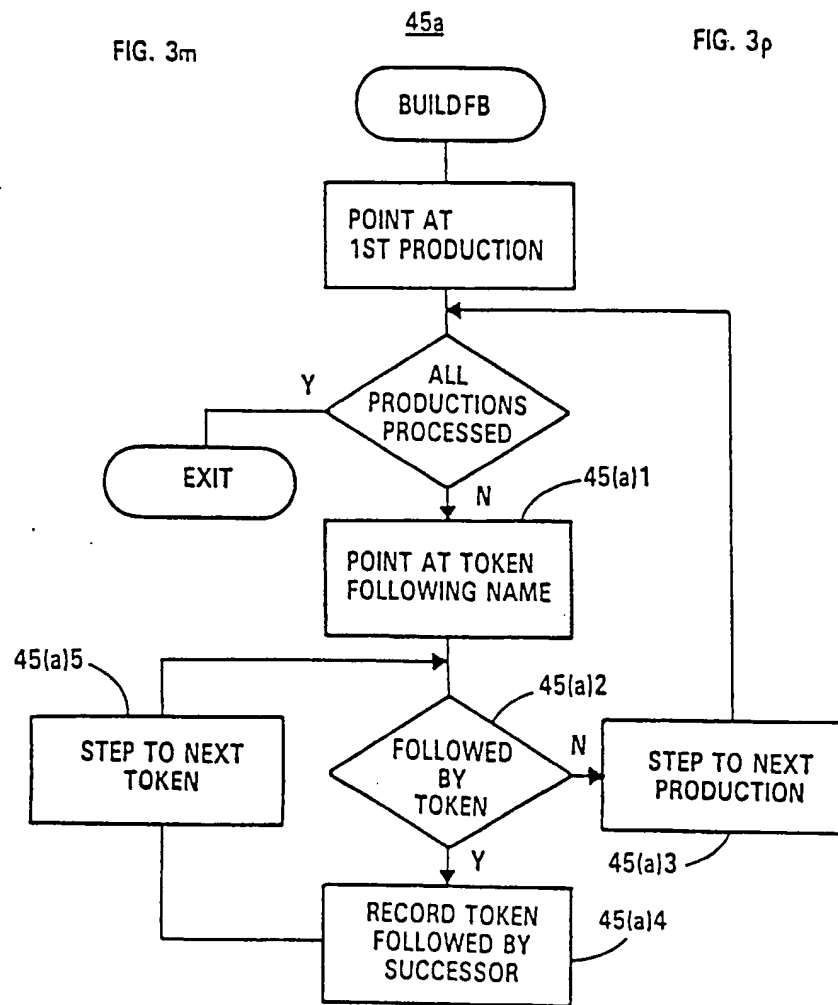 45a
FIG. 3m
FIG. 3p
BUILDFB
POINT AT
1ST PRODUCTION
Y
ALL
PRODUCTIONS
PROCESSED
EXIT
N
45(a)1
POINT AT TOKEN
FOLLOWING NAME
45(a)5
45(a)2
STEP TO NEXT
TOKEN
FOLLOWED
BY
TOKEN
N
STEP TO NEXT
PRODUCTION
Y
45(a)3
RECORD TOKEN
FOLLOWED BY
SUCCESSOR
45(a)4